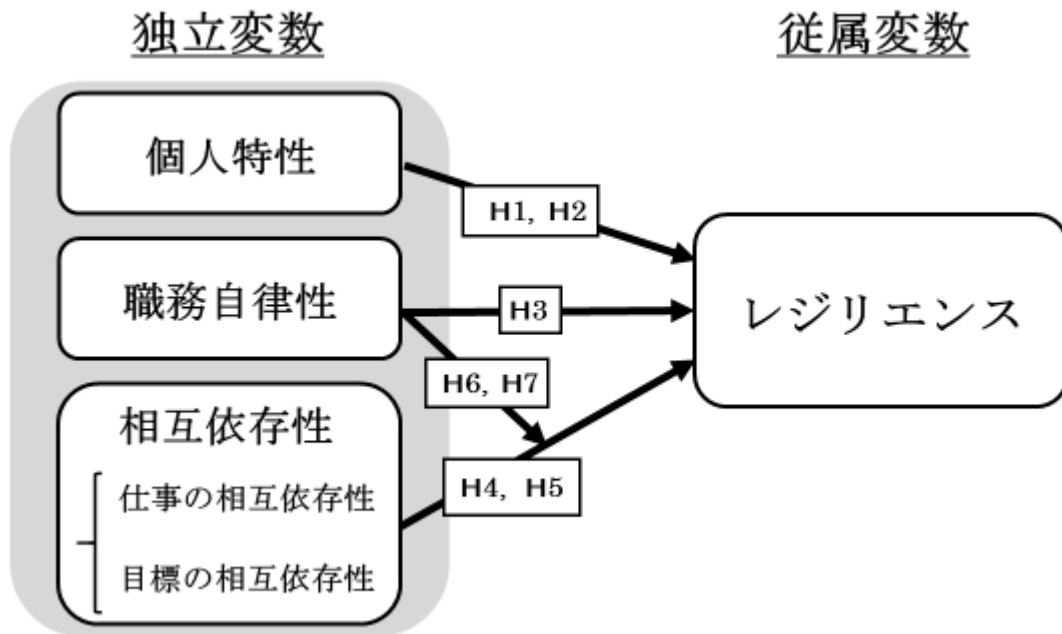 独立変数
従属変数
個人特性
H1, H2
職務自律性
H3
レジリエンス
H6, H7
相互依存性
仕事の相互依存性
H4, H5
目標の相互依存性